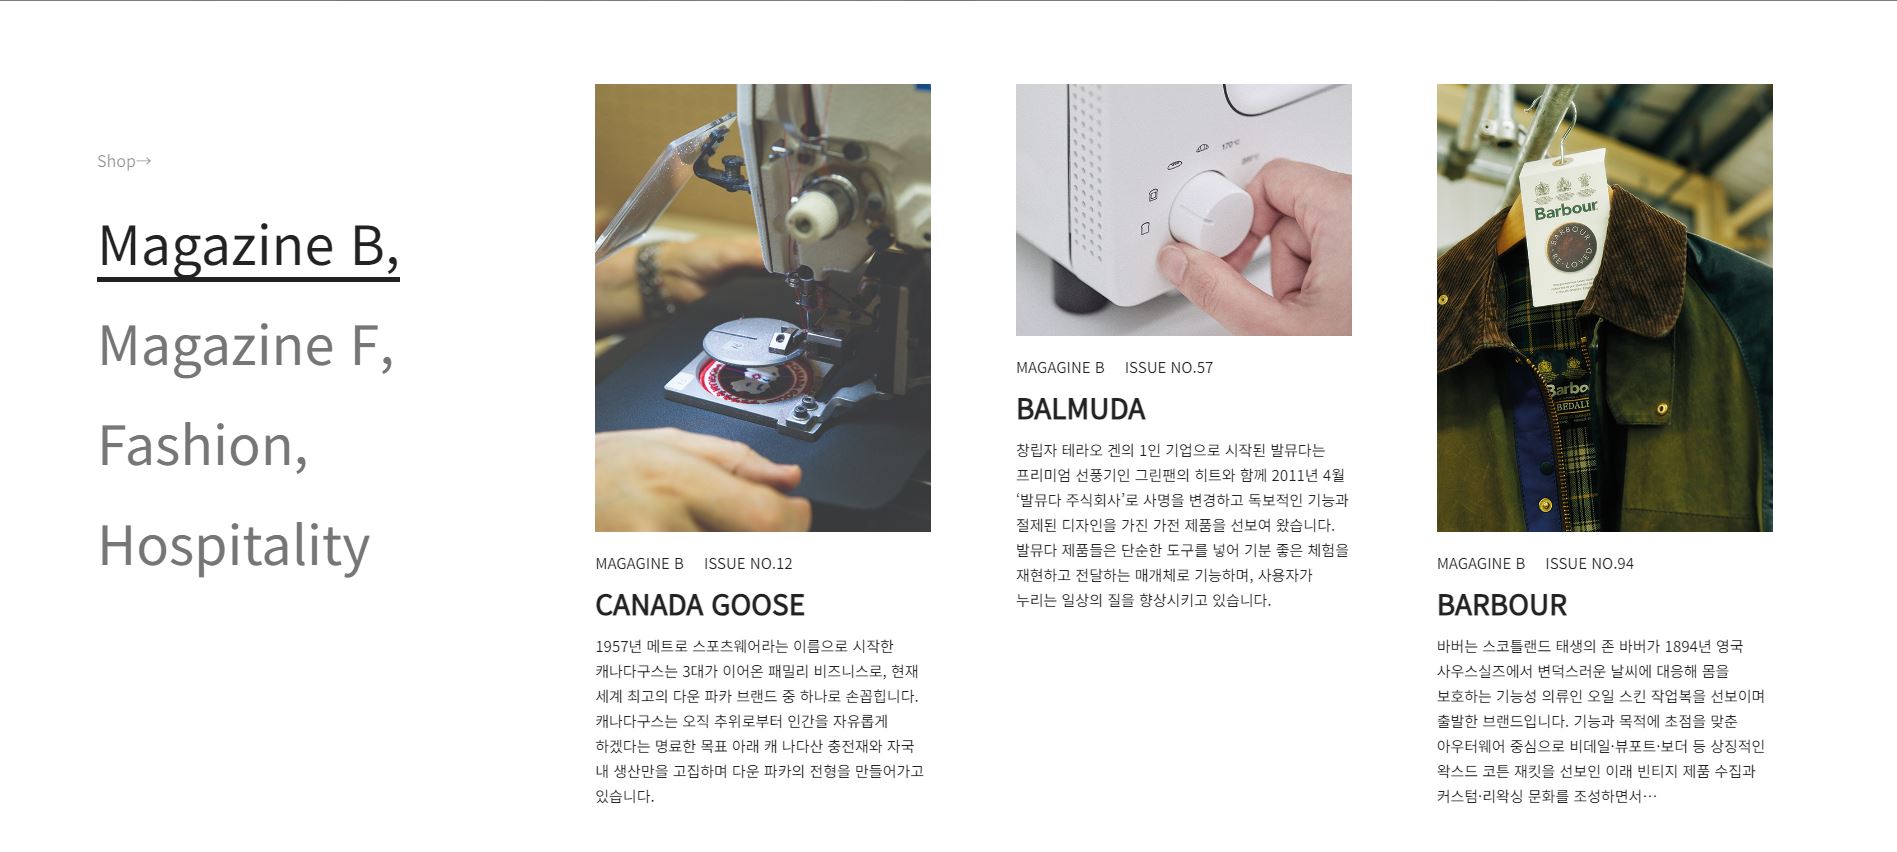 Shop→
Magazine B,
Magazine F,
Fashion,
Hospitality
MAGAGINE B ISSUE NO.12
CANADA GOOSE
1957년 메트로 스포츠웨어라는 이름으로 시작한
캐나다구스는 3대가 이어온 패밀리 비즈니스로, 현재
세계 최고의 다운 파카 브랜드 중 하나로 손꼽힙니다.
캐나다구스는 오직 추위로부터 인간을 자유롭게
하겠다는 명료한 목표 아래 캐 나다산 충전재와 자국
내 생산만을 고집하며 다운 파카의 전형을 만들어가고
있습니다.
170°C
MAGAGINE B ISSUE NO.57
BALMUDA
창립자 테라오 겐의 1인 기업으로 시작된 발뮤다는
프리미엄 선풍기인 그린팬의 히트와 함께 2011년 4월
‘발뮤다 주식회사’로 사명을 변경하고 독보적인 기능과
절제된 디자인을 가진 가전 제품을 선보여 왔습니다.
발뮤다 제품들은 단순한 도구를 넣어 기분 좋은 체험을
재현하고 전달하는 매개체로 기능하며, 사용자가
누리는 일상의 질을 향상시키고 있습니다.
Barbour
BARBOUR
RE-LOVED
Barbo
BEDALE
MAGAGINE B ISSUE NO.94
BARBOUR
바버는 스코틀랜드 태생의 존 바버가 1894년 영국
사우스실즈에서 변덕스러운 날씨에 대응해 몸을
보호하는 기능성 의류인 오일 스킨 작업복을 선보이며
출발한 브랜드입니다. 기능과 목적에 초점을 맞춘
아우터웨어 중심으로 비데일·뷰포트·보더 등 상징적인
왁스드 코튼 재킷을 선보인 이래 빈티지 제품 수집과
커스텀·리왁싱 문화를 조성하면서…